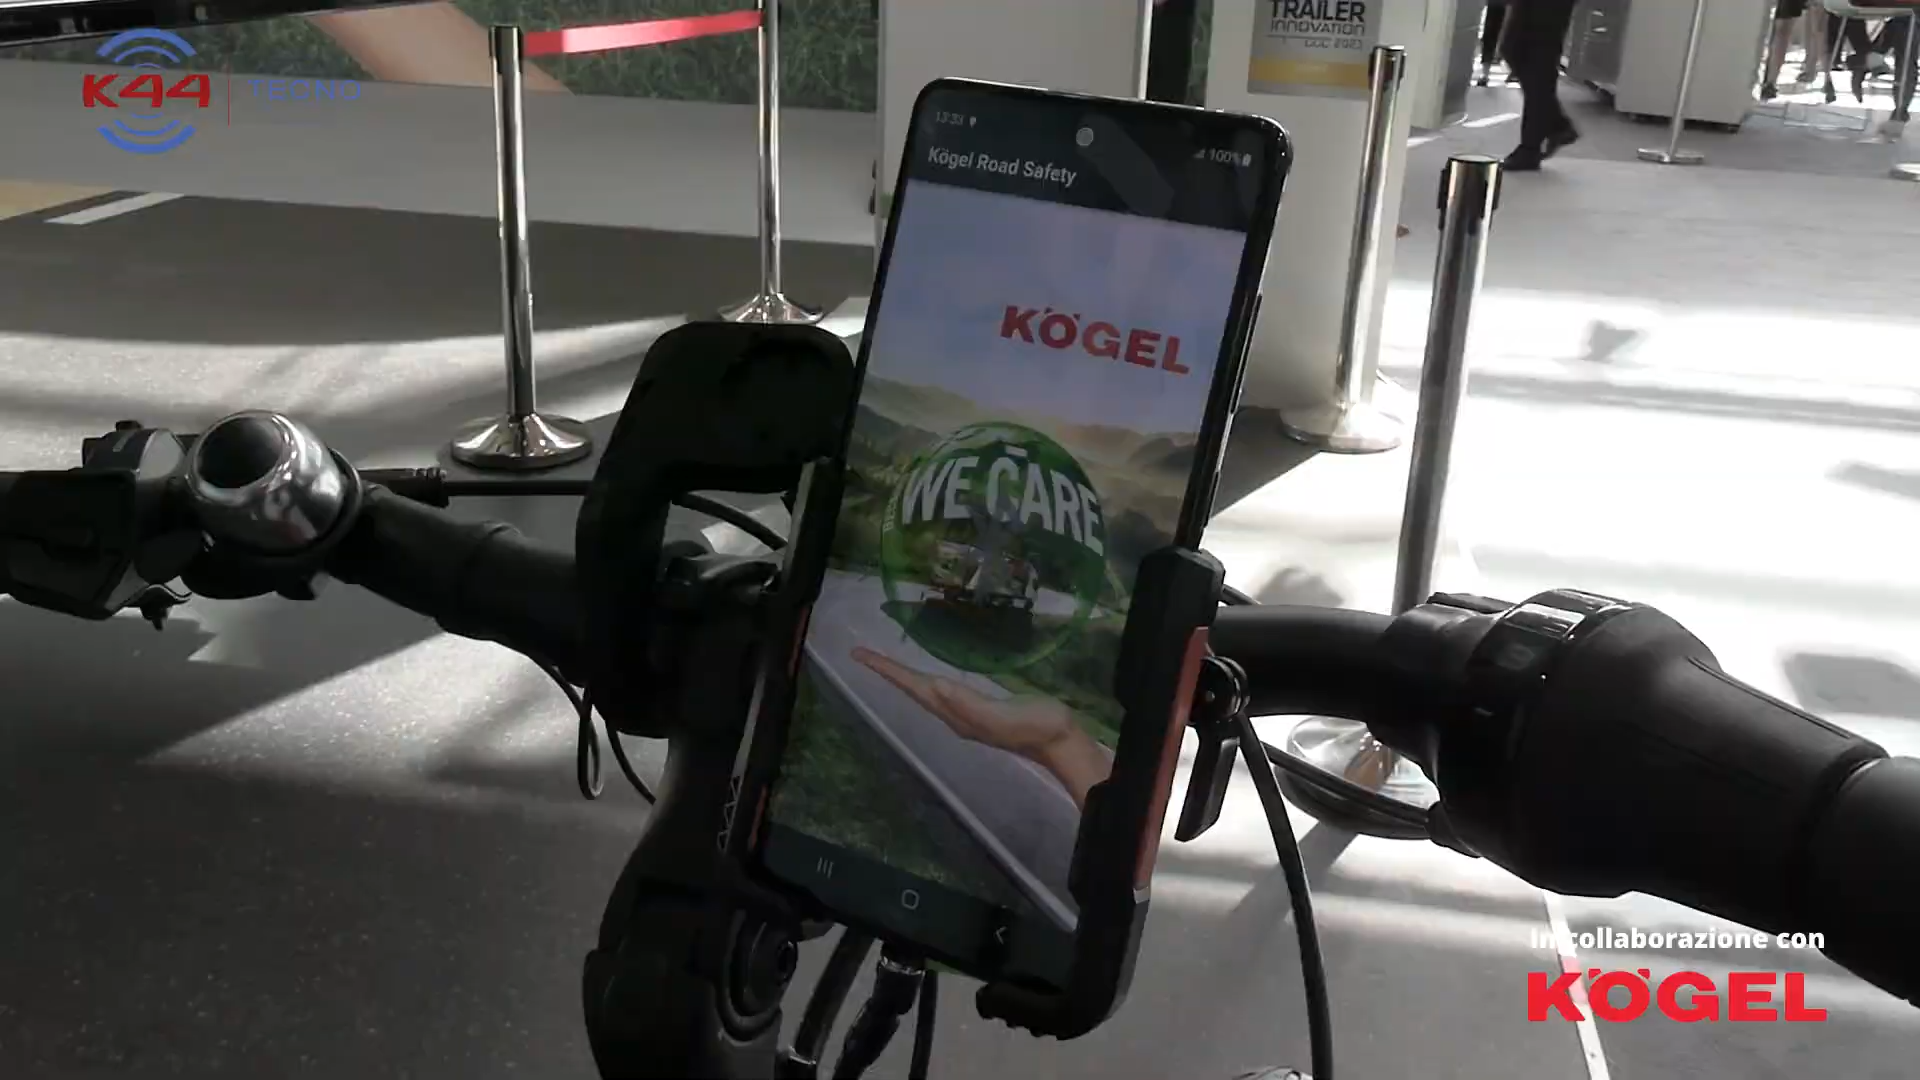 K44 TECNO
TRAILER
INNOVATION
13:33
100%
Kögel Road Safety
KÖGEL
WE CARE
In collaborazione con
KÖGEL